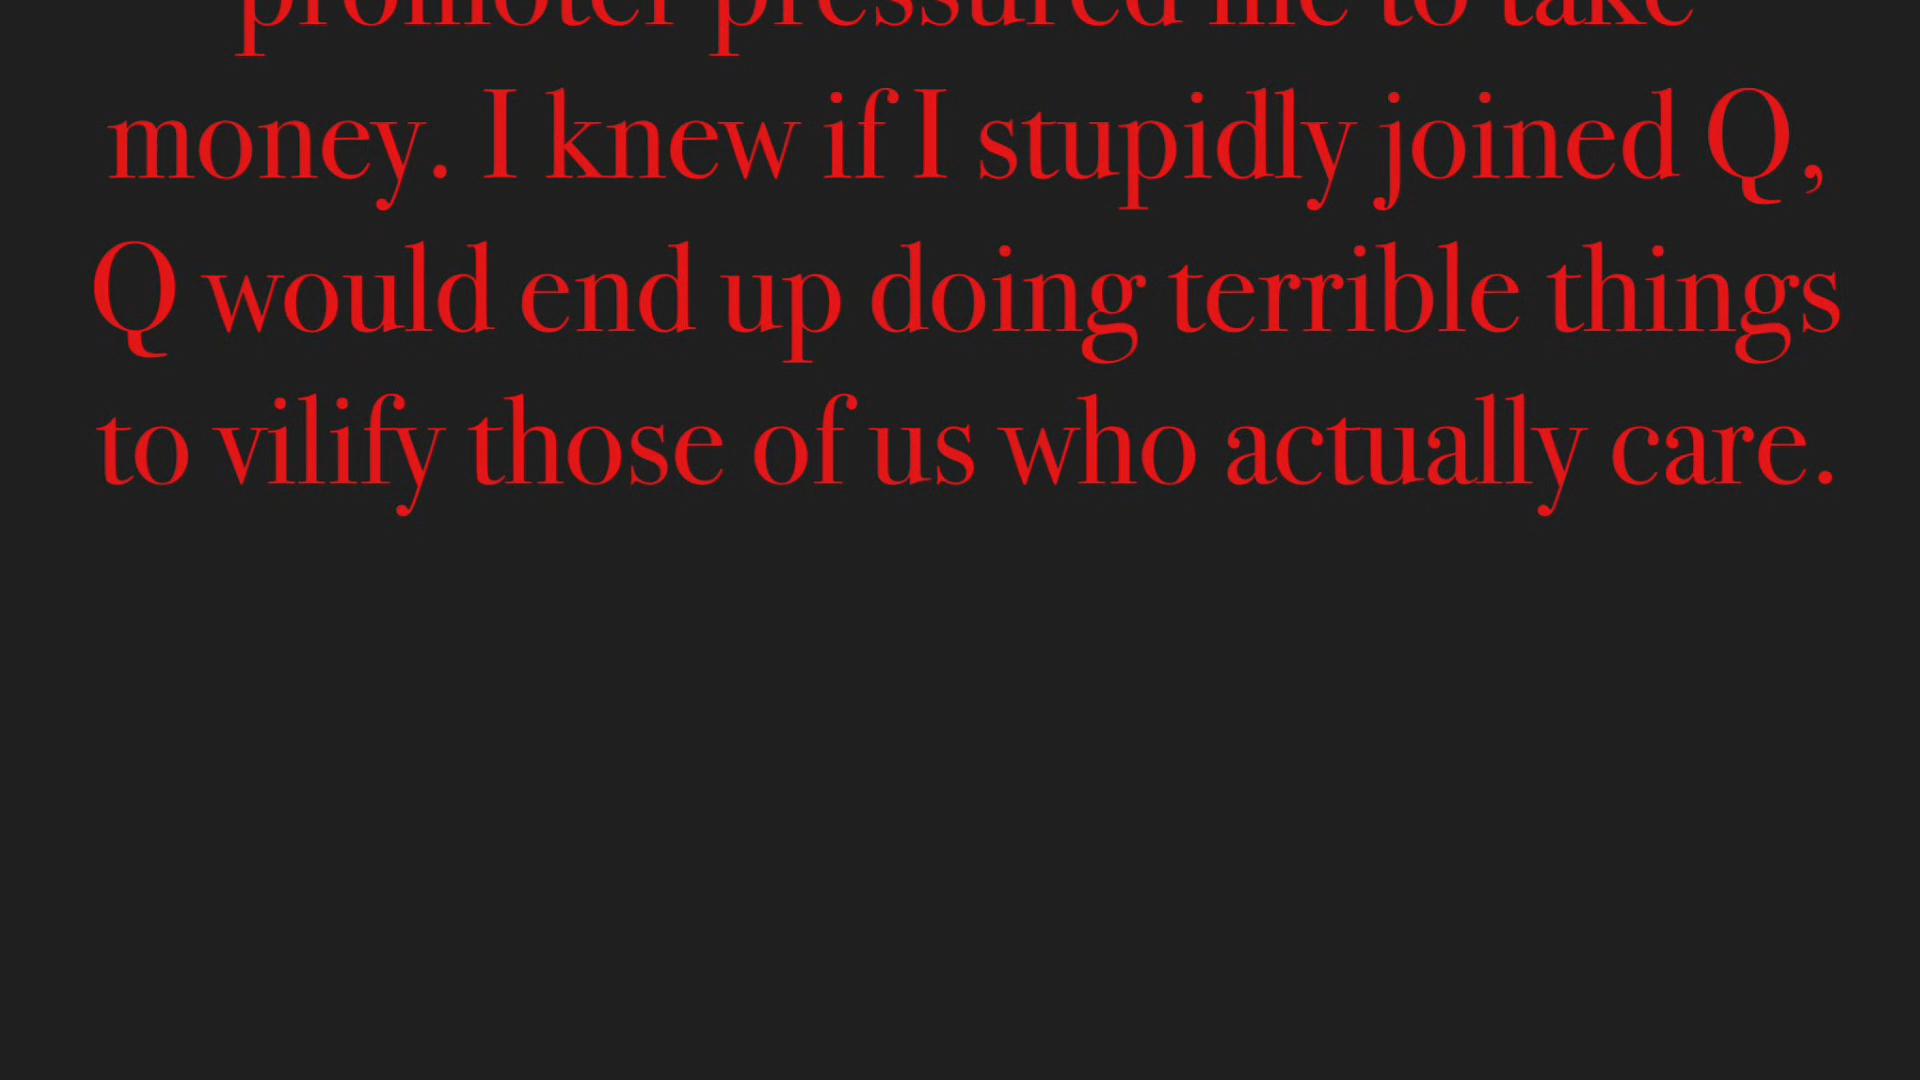 promoter pressured me to take
money. I knew if I stupidly joined Q,
Q would end up doing terrible things
to vilify those of us who actually care.